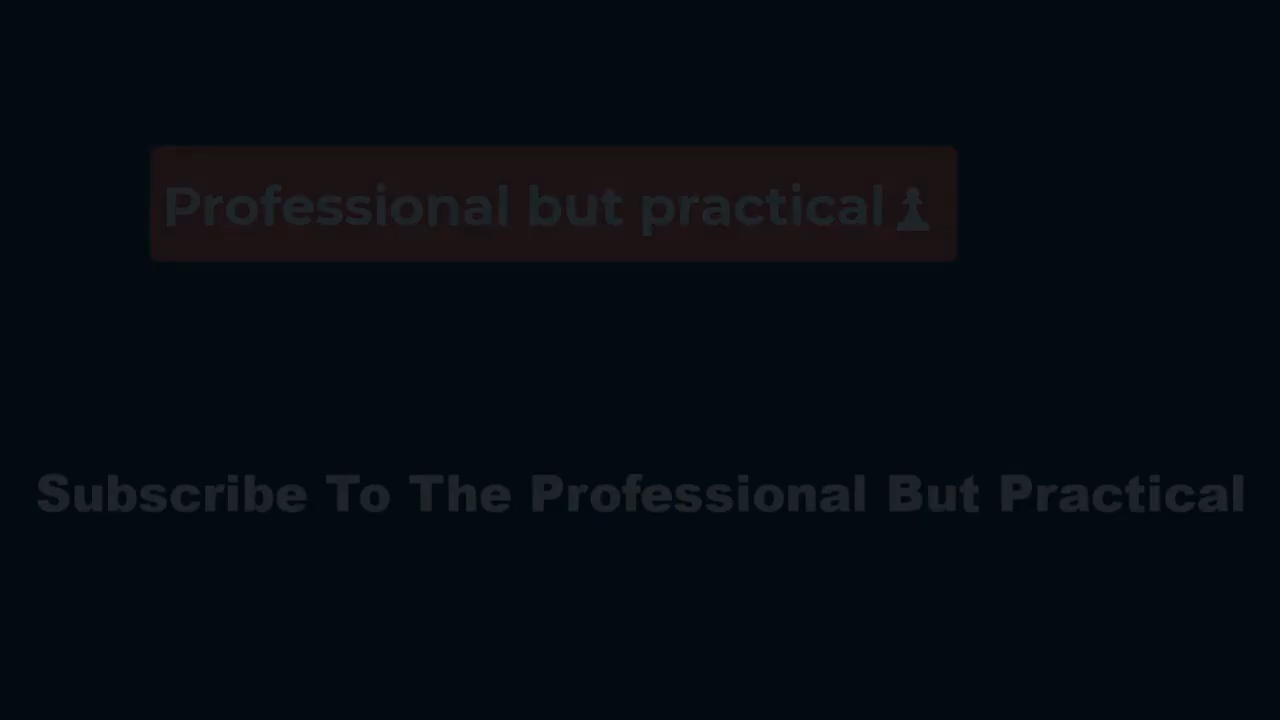 Professional but practical♟
Subscribe To The Professional But Practical